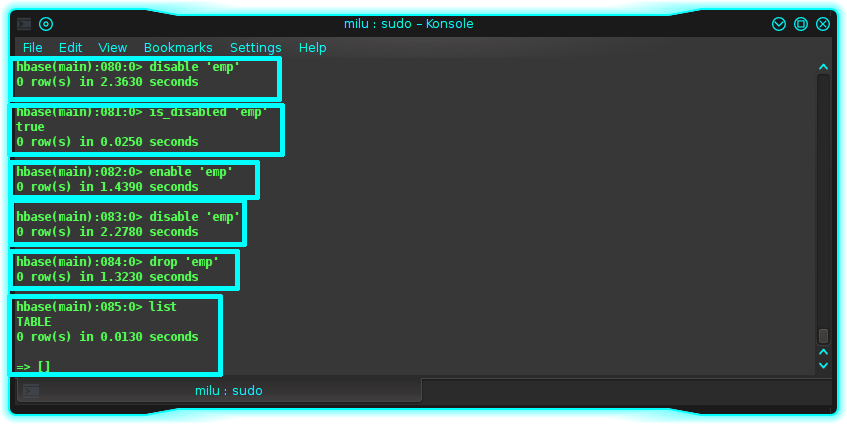 milu : sudo – Konsole
File Edit View Bookmarks Settings Help
hbase(main):080:0> disable 'emp'
0 row(s) in 2.3630 seconds
hbase(main):081:0> is_disabled 'emp'
true
0 row(s) in 0.0250 seconds
hbase(main):082:0> enable 'emp'
0 row(s) in 1.4390 seconds
hbase(main):083:0> disable 'emp'
0 row(s) in 2.2780 seconds
hbase(main):084:0> drop 'emp'
0 row(s) in 1.3230 seconds
hbase(main):085:0> list
TABLE
0 row(s) in 0.0130 seconds
=> []
milu : sudo